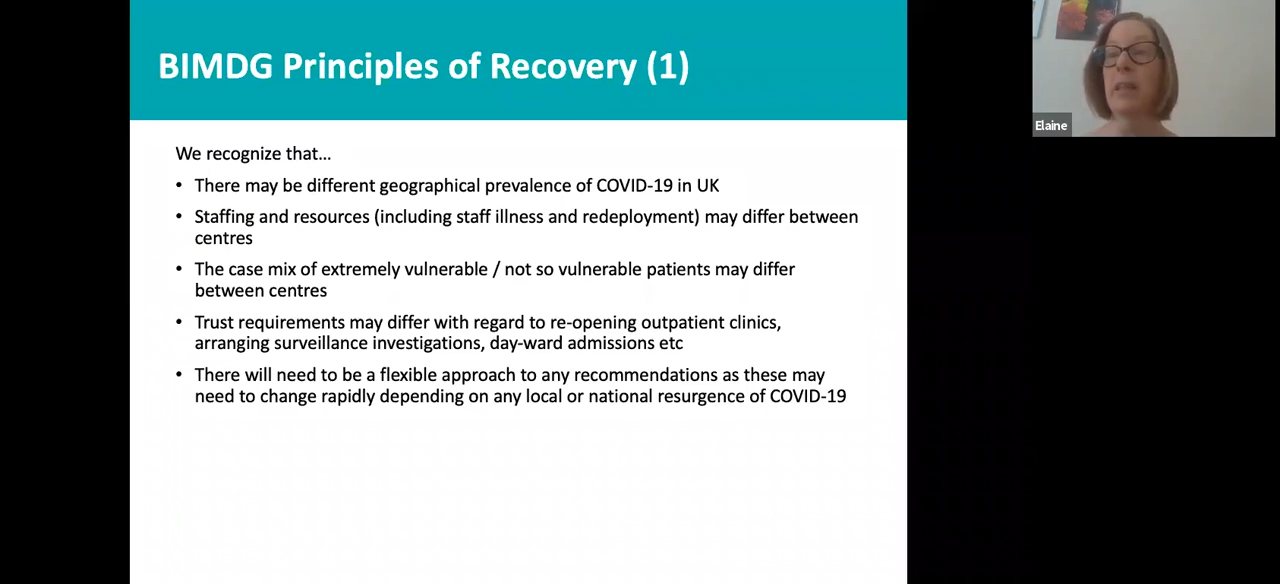 BIMDG Principles of Recovery (1)
We recognize that...
• There may be different geographical prevalence of COVID-19 in UK
• Staffing and resources (including staff illness and redeployment) may differ between
centres
• The case mix of extremely vulnerable / not so vulnerable patients may differ
between centres
• Trust requirements may differ with regard to re-opening outpatient clinics,
arranging surveillance investigations, day-ward admissions etc
• There will need to be a flexible approach to any recommendations as these may
need to change rapidly depending on any local or national resurgence of COVID-19
Elaine